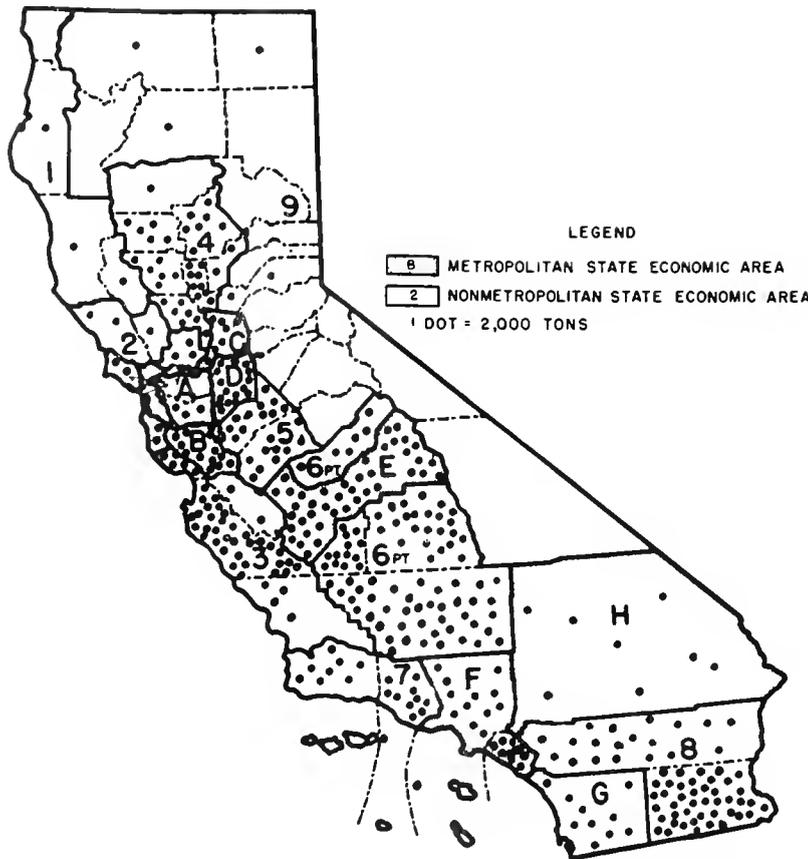 1
9
4
LEGEND
8 METROPOLITAN STATE ECONOMIC AREA
2 NONMETROPOLITAN STATE ECONOMIC AREA
1 DOT = 2,000 TONS
2
C
A
D
B
5
6PT
E
3
6PT
H
7
F
8
G